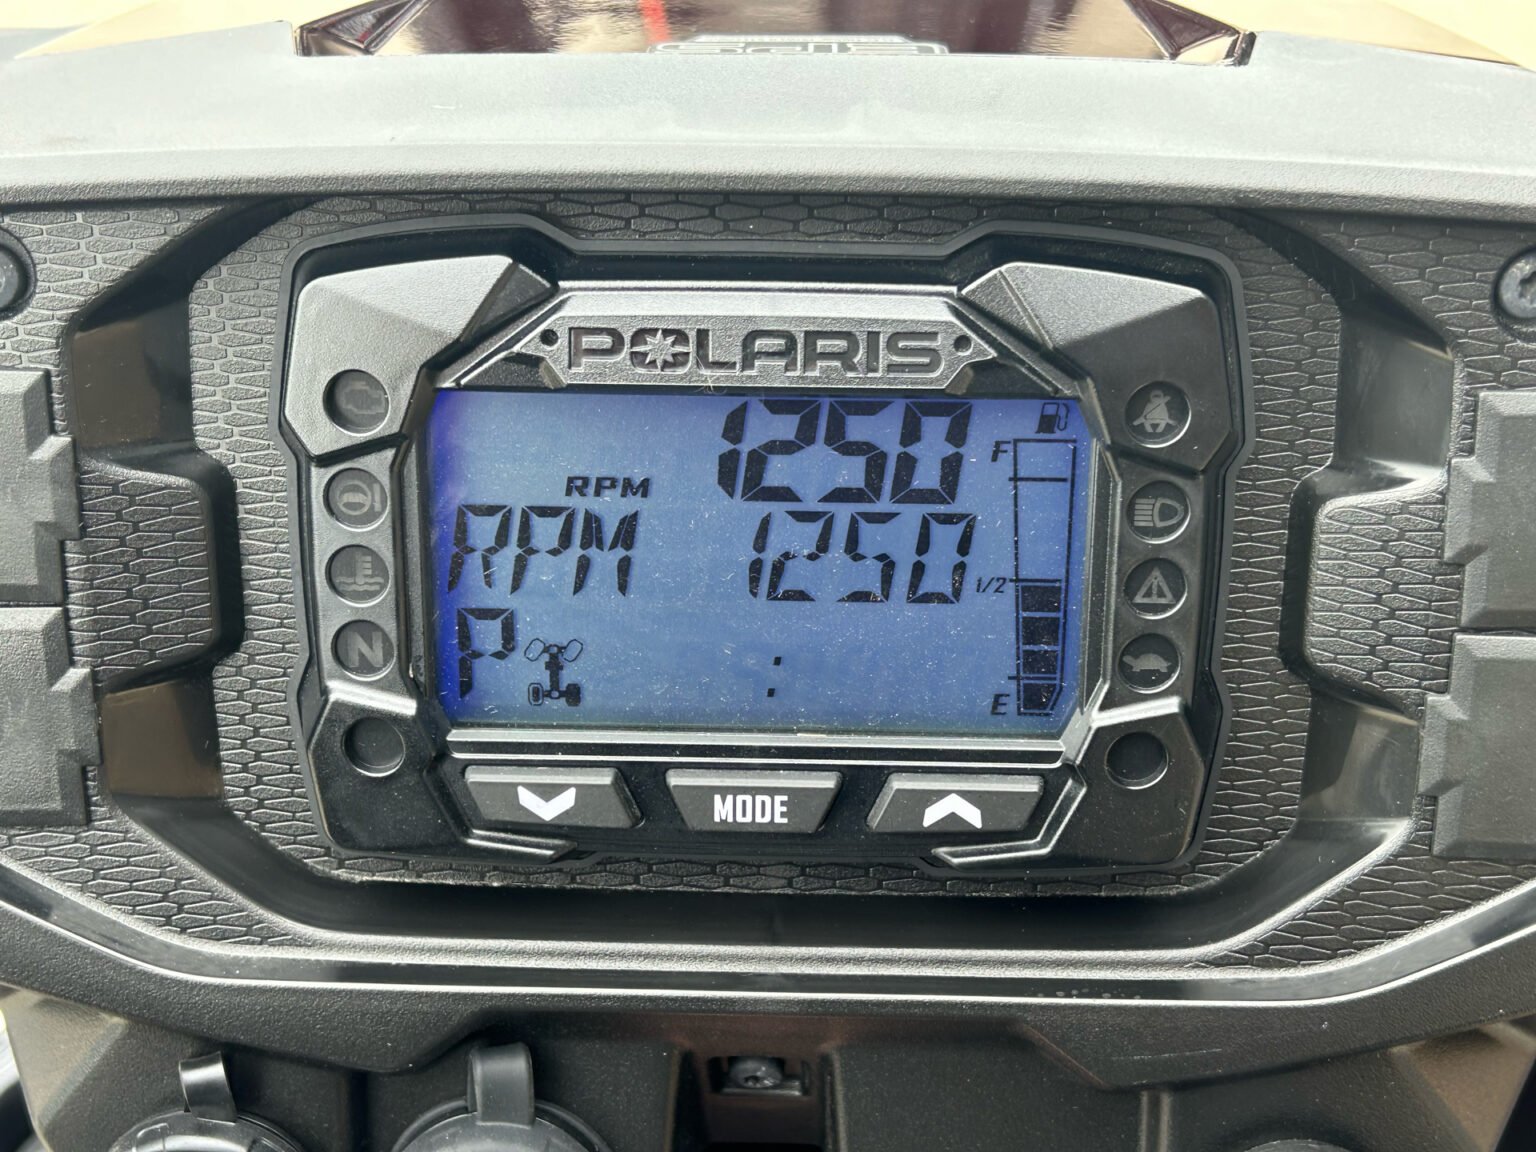 POLARIS
1250
RPM
RPM 1250
F
1/2
E
P
:
N
MODE